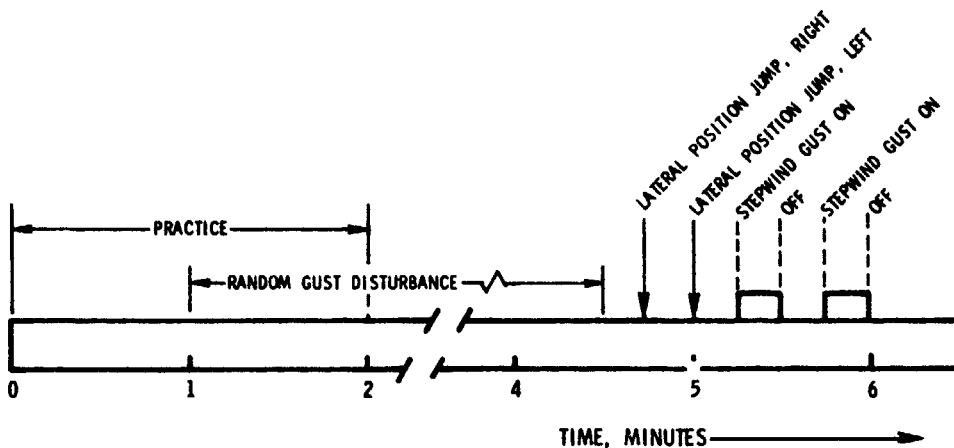 LATERAL POSITION JUMP, RIGHT
LATERAL POSITION JUMP, LEFT
STEPWIND GUST ON
OFF
STEPWIND GUST ON
OFF
PRACTICE
RANDOM GUST DISTURBANCE
0 1 2 4 5 6
TIME, MINUTES